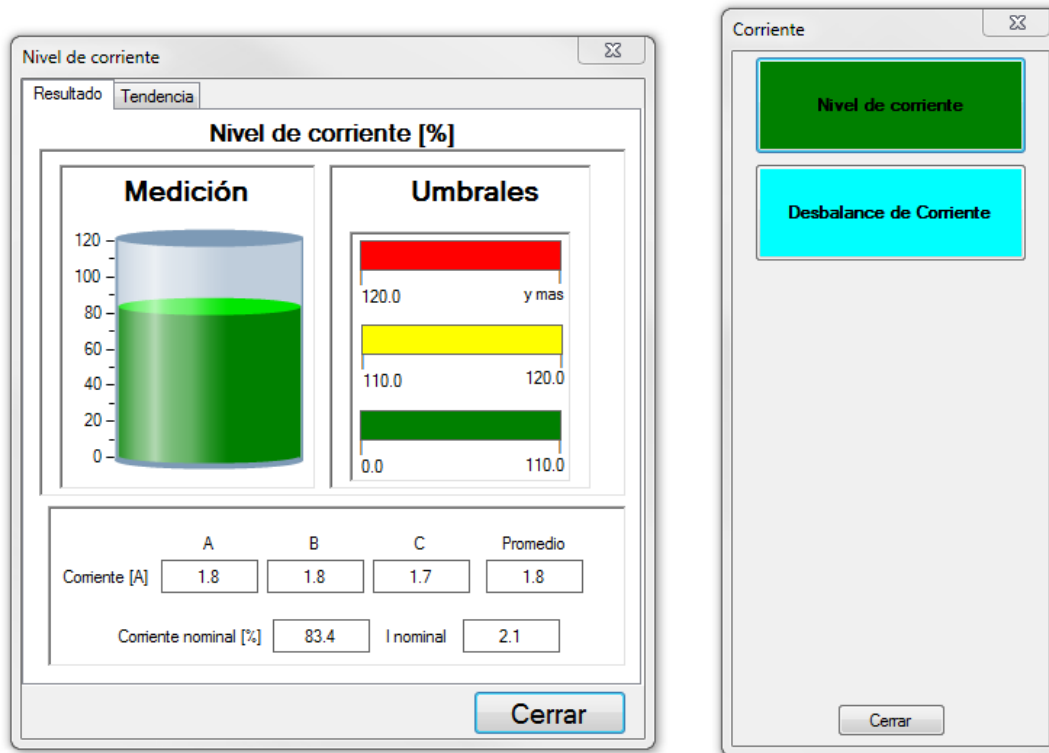 Nivel de corriente
Resultado Tendencia
Nivel de corriente [%]
Medición
120
100
80
60
40
20
0
Umbrales
120.0 y mas
110.0 120.0
0.0 110.0
A B C Promedio
Corriente [A] 1.8 1.8 1.7 1.8
Corriente nominal [%] 83.4 I nominal 2.1
Cerrar
Corriente
Nivel de corriente
Desbalance de Corriente
Cerrar